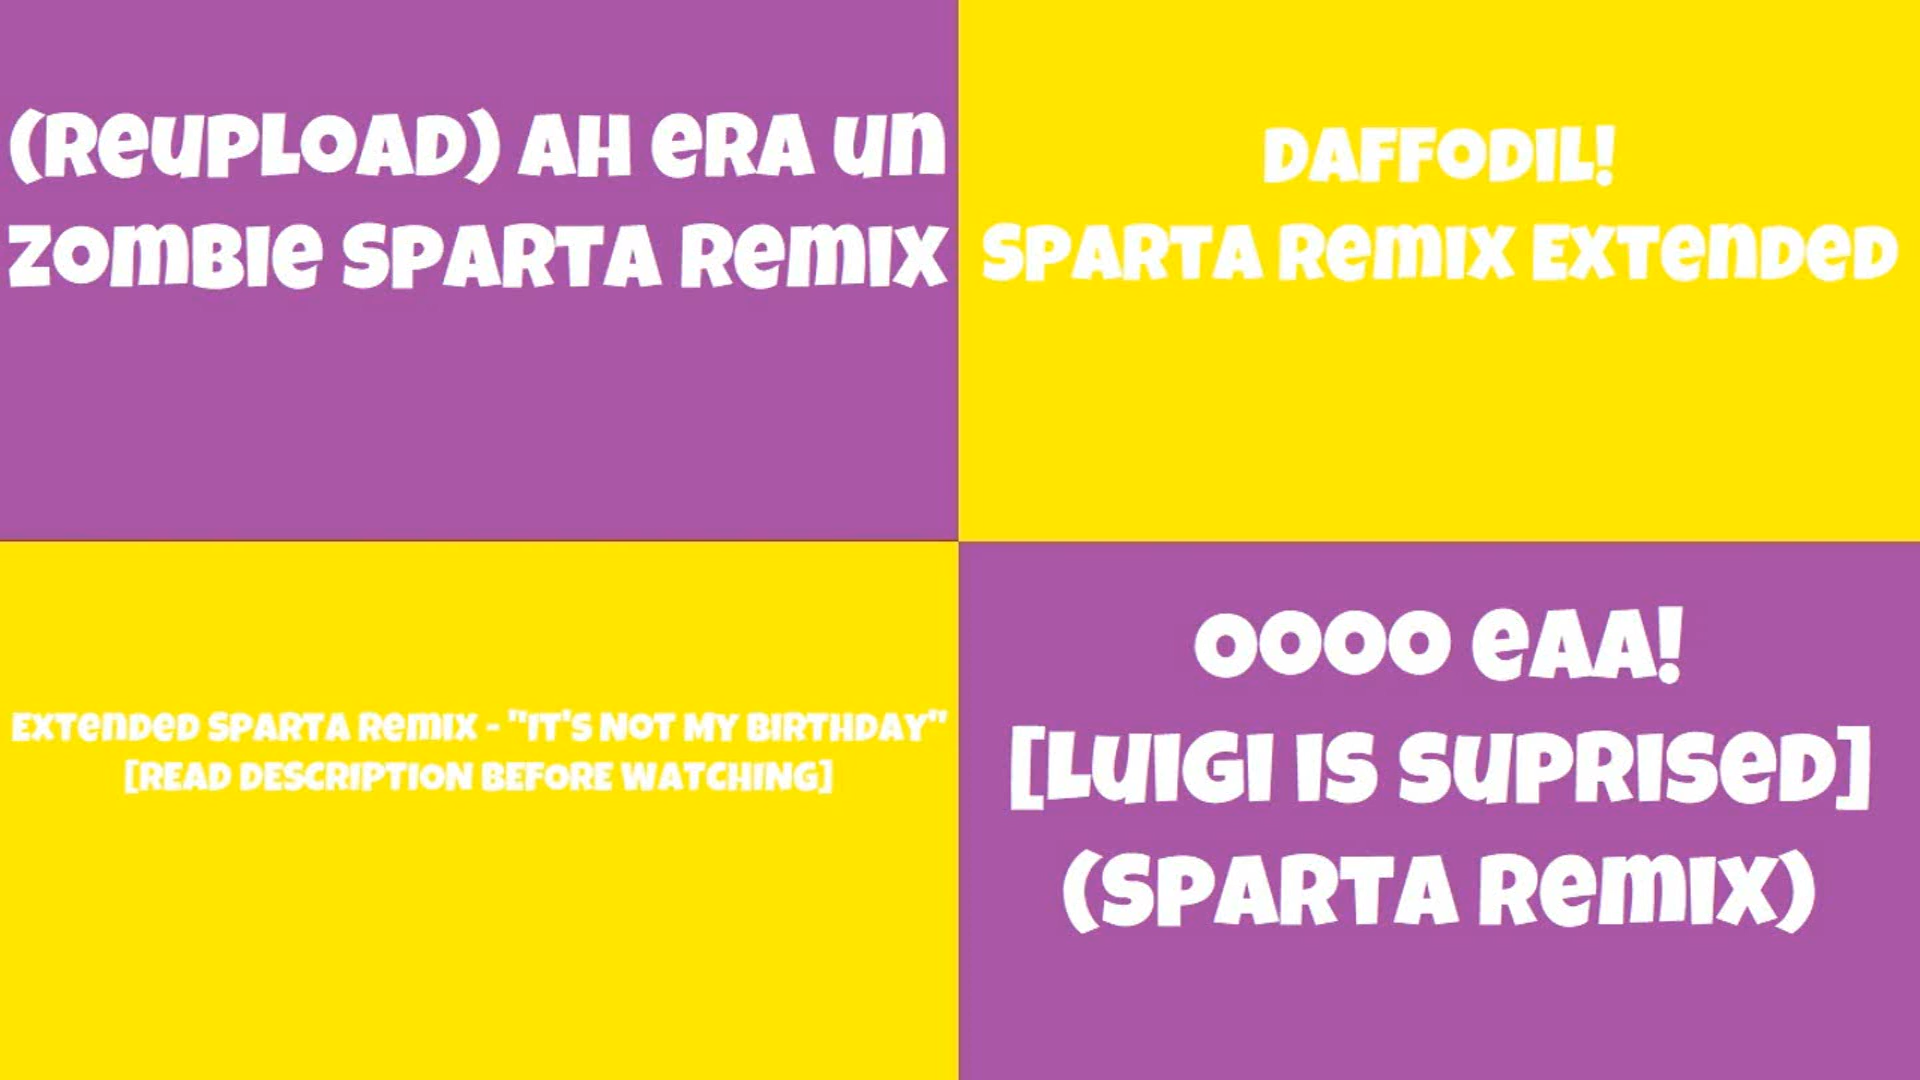 (Reupload) Ah era un
zombie Sparta Remix
Daffodil!
Sparta Remix Extended
Extended Sparta Remix - "IT'S NOT MY BIRTHDAY"
[READ DESCRIPTION BEFORE WATCHING]
Oooo eaa!
[Luigi is suprised]
(Sparta Remix)